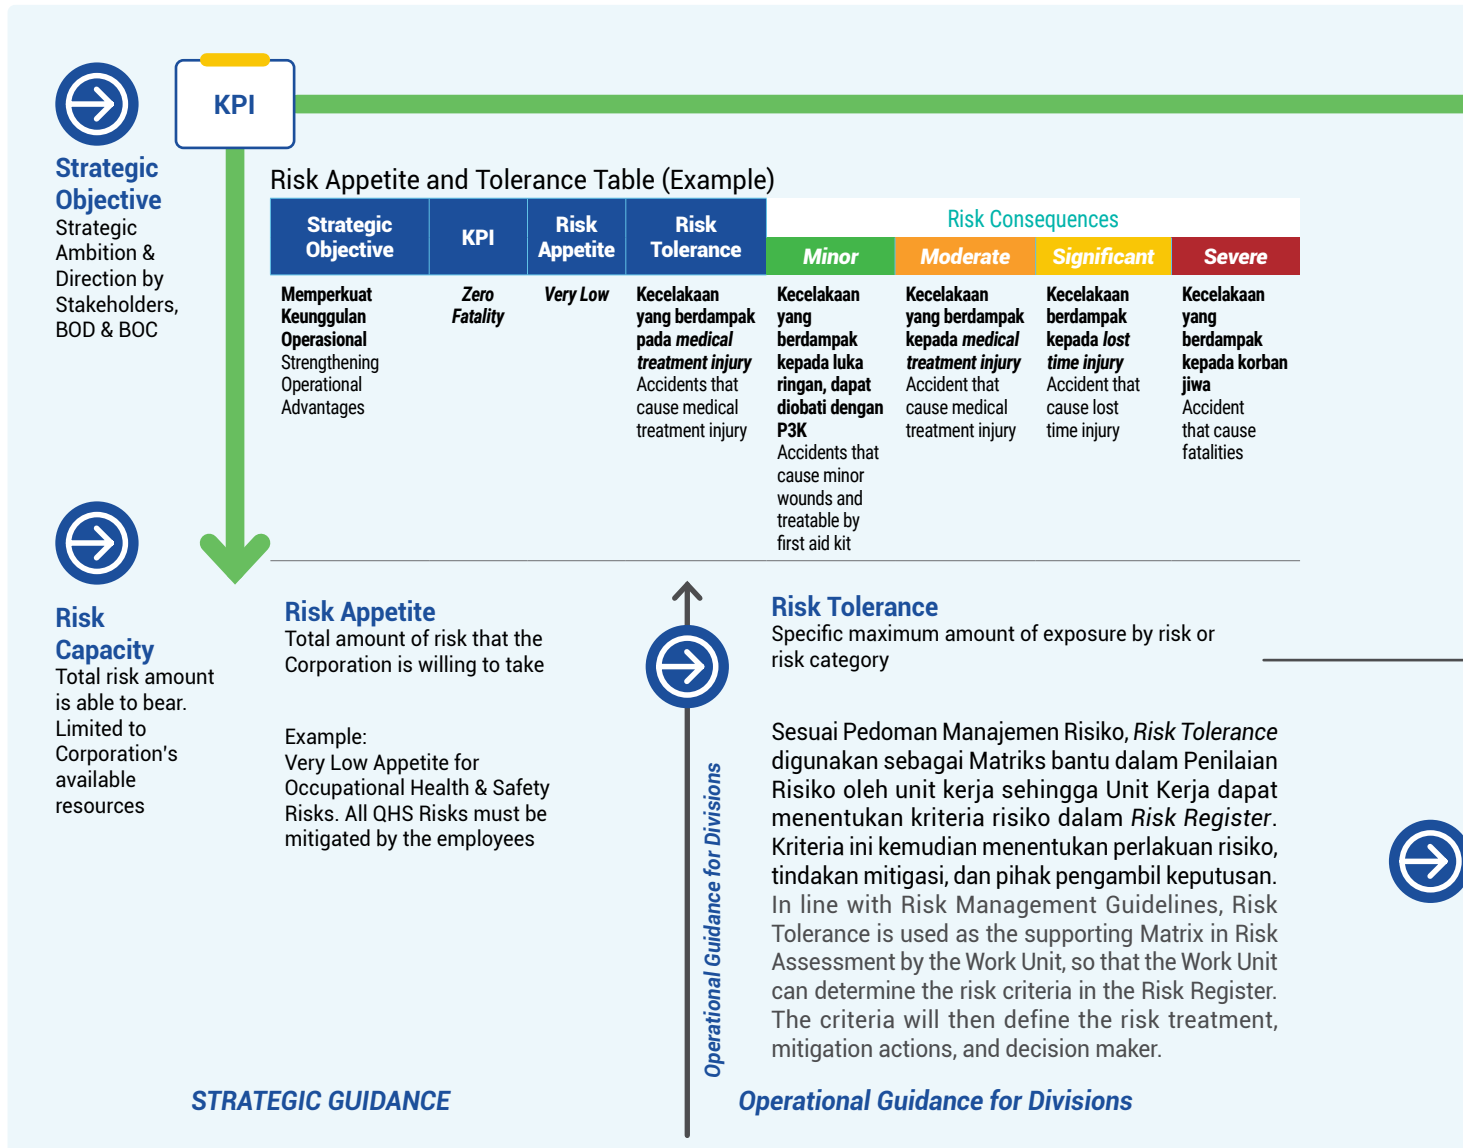 KPI
Strategic
Objective
Strategic
Ambition &
Direction by
Stakeholders,
BOD & BOC
Risk Appetite and Tolerance Table (Example)
Strategic
Objective
KPI
Risk
Appetite
Risk
Tolerance
Risk Consequences
Minor
Moderate
Significant
Severe
Memperkuat
Keunggulan
Operasional
Strengthening
Operational
Advantages
Zero
Fatality
Very Low
Kecelakaan
yang berdampak
pada medical
treatment injury
Accidents that
cause medical
treatment injury
Kecelakaan
yang
berdampak
kepada luka
ringan, dapat
diobati dengan
P3K
Accidents that
cause minor
wounds and
treatable by
first aid kit
Kecelakaan
yang berdampak
kepada medical
treatment injury
Accident that
cause medical
treatment injury
Kecelakaan
berdampak
kepada lost
time injury
Accident that
cause lost
time injury
Kecelakaan
yang
berdampak
kepada korban
jiwa
Accident
that cause
fatalities
Risk
Capacity
Total risk amount
is able to bear.
Limited to
Corporation's
available
resources
Risk Appetite
Total amount of risk that the
Corporation is willing to take
Example:
Very Low Appetite for
Occupational Health & Safety
Risks. All QHS Risks must be
mitigated by the employees
Operational Guidance for Divisions
Risk Tolerance
Specific maximum amount of exposure by risk or
risk category
Sesuai Pedoman Manajemen Risiko, Risk Tolerance
digunakan sebagai Matriks bantu dalam Penilaian
Risiko oleh unit kerja sehingga Unit Kerja dapat
menentukan kriteria risiko dalam Risk Register.
Kriteria ini kemudian menentukan perlakuan risiko,
tindakan mitigasi, dan pihak pengambil keputusan.
In line with Risk Management Guidelines, Risk
Tolerance is used as the supporting Matrix in Risk
Assessment by the Work Unit, so that the Work Unit
can determine the risk criteria in the Risk Register.
The criteria will then define the risk treatment,
mitigation actions, and decision maker.
STRATEGIC GUIDANCE
Operational Guidance for Divisions